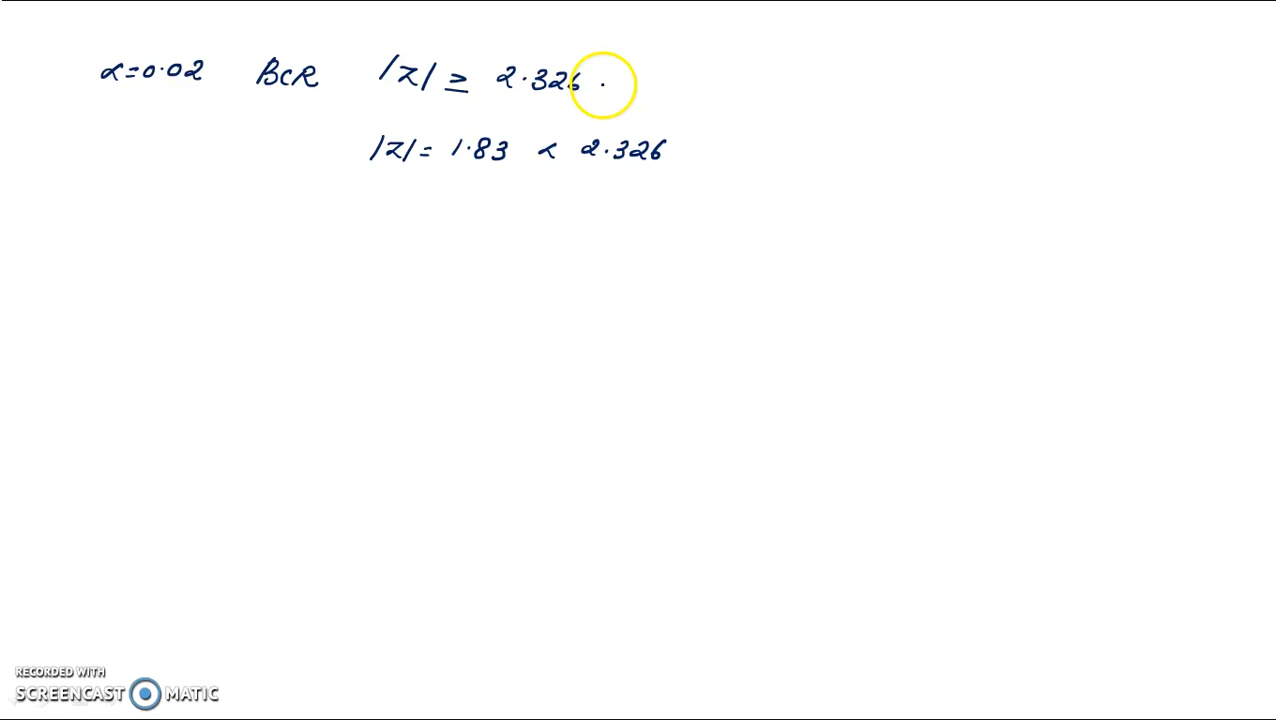 α=0.02 BCR |Z| ≥ 2.326
|Z| = 1.83 < 2.326
RECORDED WITH
SCREENCAST MATIC